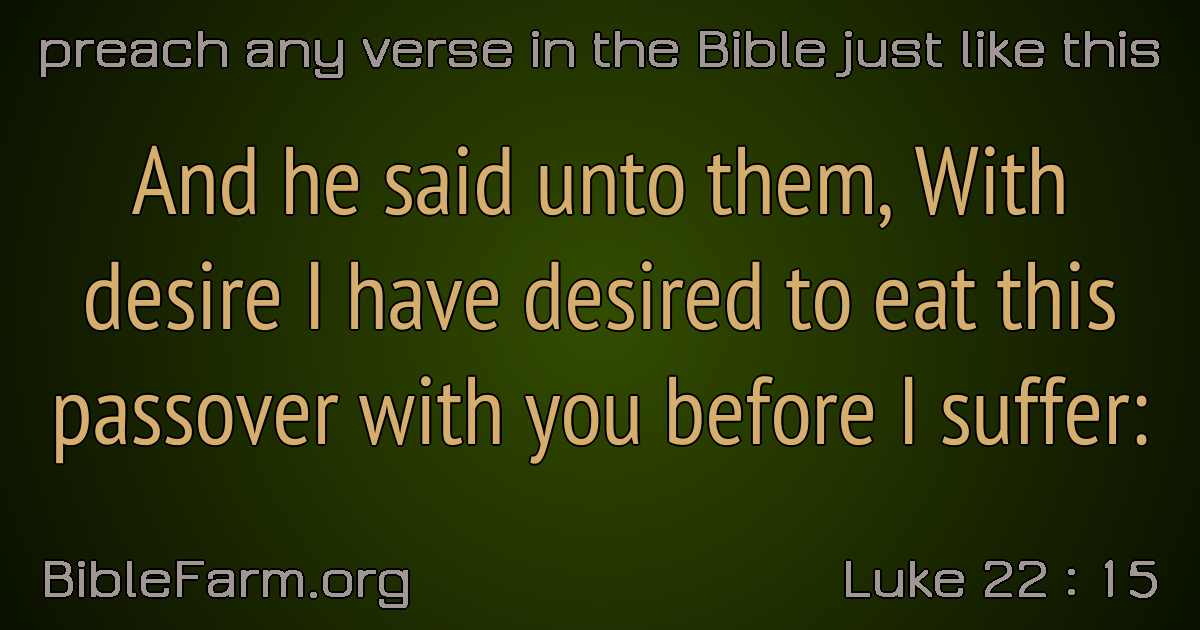 preach any verse in the Bible just like this
And he said unto them, With
desire I have desired to eat this
passover with you before I suffer:
BibleFarm.org
Luke 22 : 15